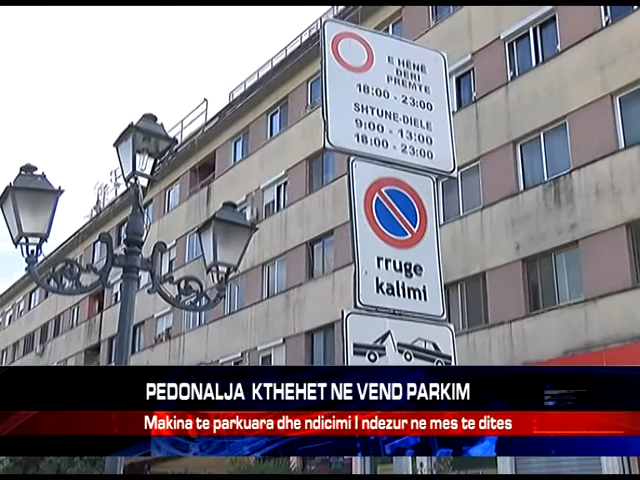 E HËNË
DERI
PREMTE
18:00 - 23:00
SHTUNE-DIELE
9:00 - 13:00
18:00 - 23:00
rruge
kalimi
PEDONALJA KTHEHET NE VEND PARKIM
Makina te parkuara dhe ndicimi I ndezur ne mes te dites